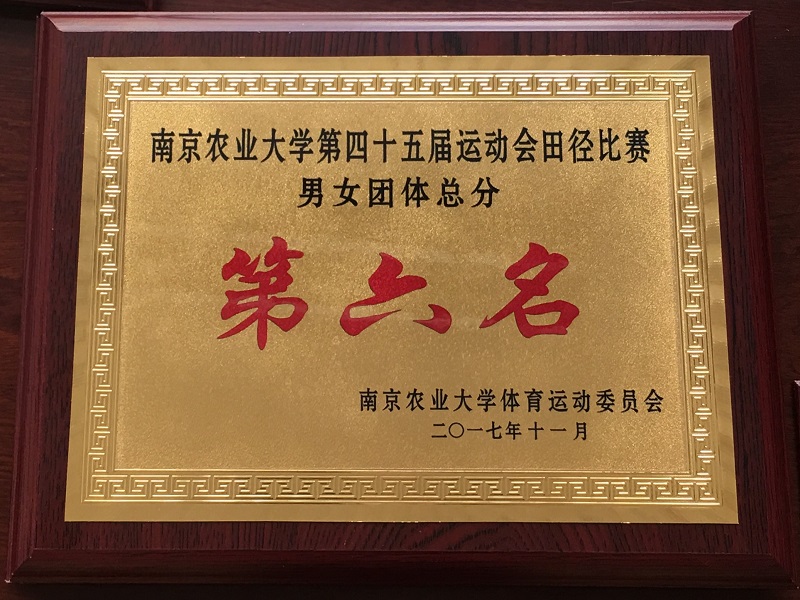 南京农业大学第四十五届运动会田径比赛
男女团体总分
第六名
南京农业大学体育运动委员会
二〇一七年十一月